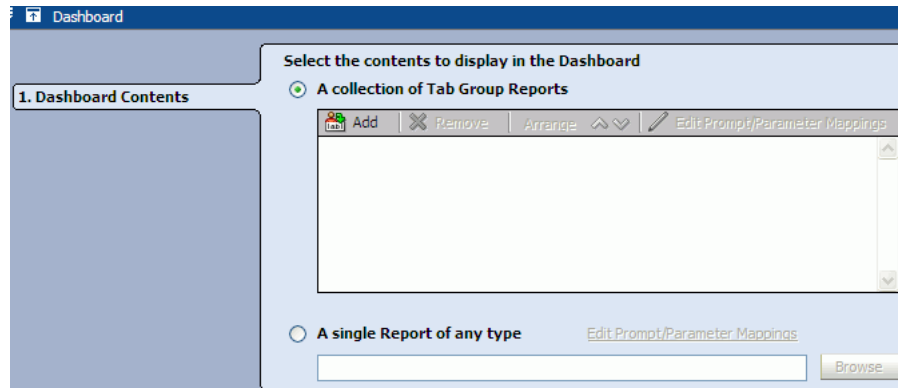 Dashboard
Select the contents to display in the Dashboard
1. Dashboard Contents
A collection of Tab Group Reports
Add Remove Arrange Edit Prompt/Parameter Mappings
A single Report of any type Edit Prompt/Parameter Mappings
Browse